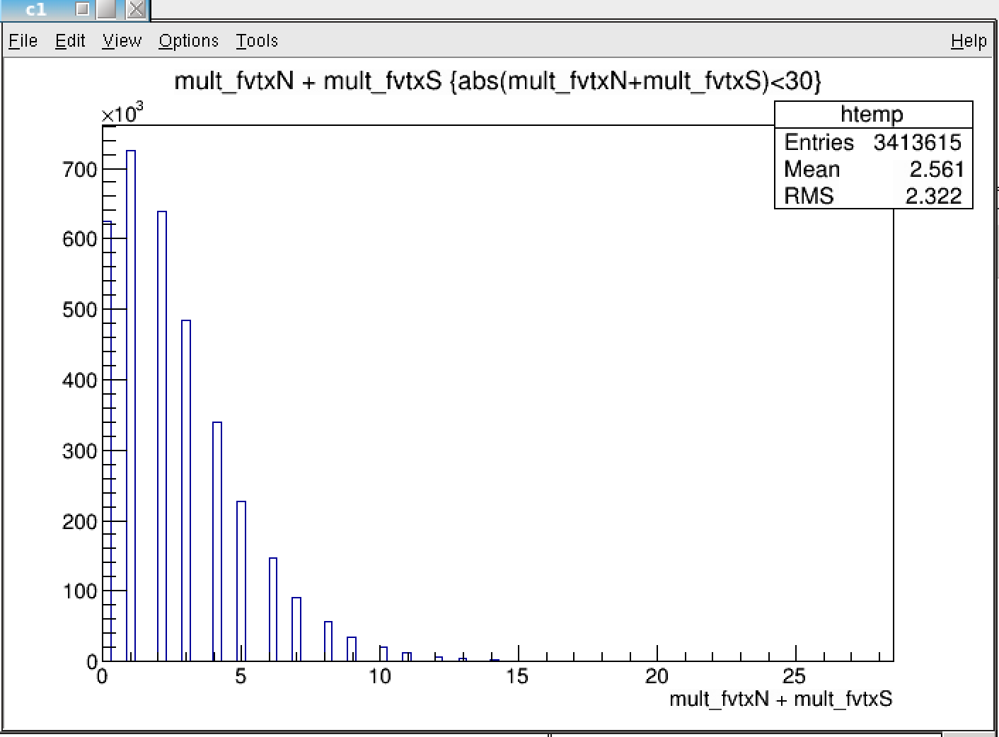 c1
File Edit View Options Tools Help
mult_fvtxN + mult_fvtxS {abs(mult_fvtxN+mult_fvtxS)<30}
×10³
htemp
Entries 3413615
Mean 2.561
RMS 2.322
700
600
500
400
300
200
100
0
0 5 10 15 20 25
mult_fvtxN + mult_fvtxS